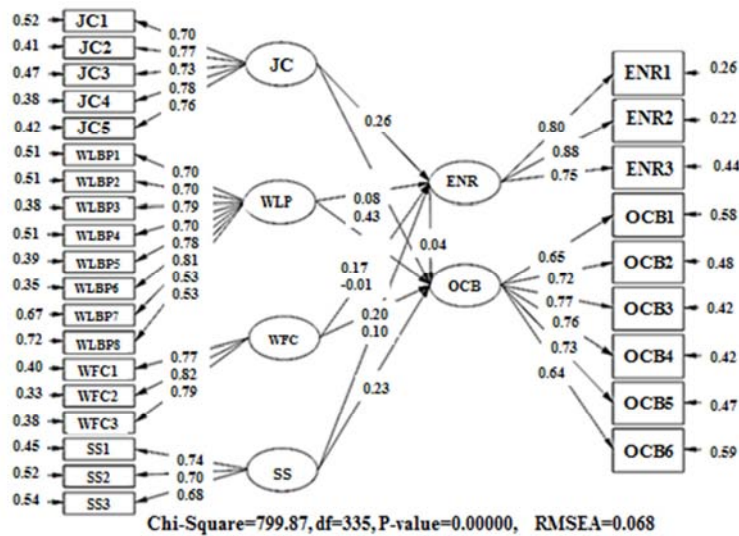 0.52 JC1
0.41 JC2
0.47 JC3
0.38 JC4
0.42 JC5
0.51 WLBP1
0.51 WLBP2
0.38 WLBP3
0.51 WLBP4
0.39 WLBP5
0.35 WLBP6
0.67 WLBP7
0.72 WLBP8
0.40 WFC1
0.33 WFC2
0.38 WFC3
0.45 SS1
0.52 SS2
0.54 SS3
0.70
0.77
0.73
0.78
0.76
0.70
0.70
0.79
0.70
0.78
0.81
0.53
0.53
0.77
0.82
0.79
0.74
0.70
0.68
JC
WLP
WFC
SS
0.26
0.08
0.43
0.04
0.17
-0.01
0.20
0.10
0.23
ENR
OCB
0.80
0.88
0.75
0.65
0.72
0.77
0.76
0.73
0.64
ENR1 0.26
ENR2 0.22
ENR3 0.44
OCB1 0.58
OCB2 0.48
OCB3 0.42
OCB4 0.42
OCB5 0.47
OCB6 0.59
Chi-Square=799.87, df=335, P-value=0.00000, RMSEA=0.068